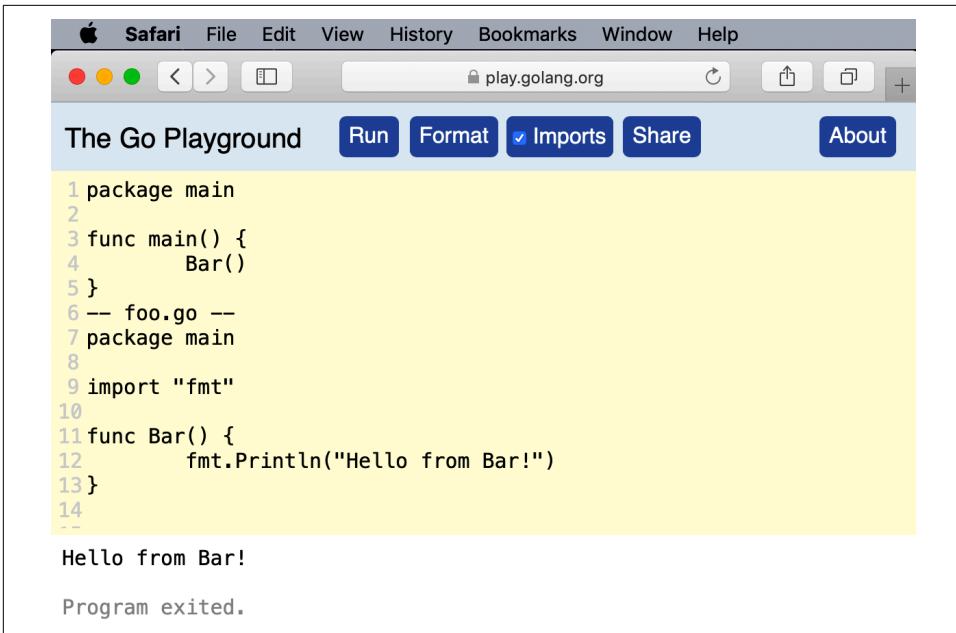 Safari File Edit View History Bookmarks Window Help
play.golang.org
The Go Playground Run Format Imports Share About
1 package main
2
3 func main() {
4         Bar()
5 }
6 -- foo.go --
7 package main
8
9 import "fmt"
10
11 func Bar() {
12         fmt.Println("Hello from Bar!")
13 }
14
Hello from Bar!
Program exited.